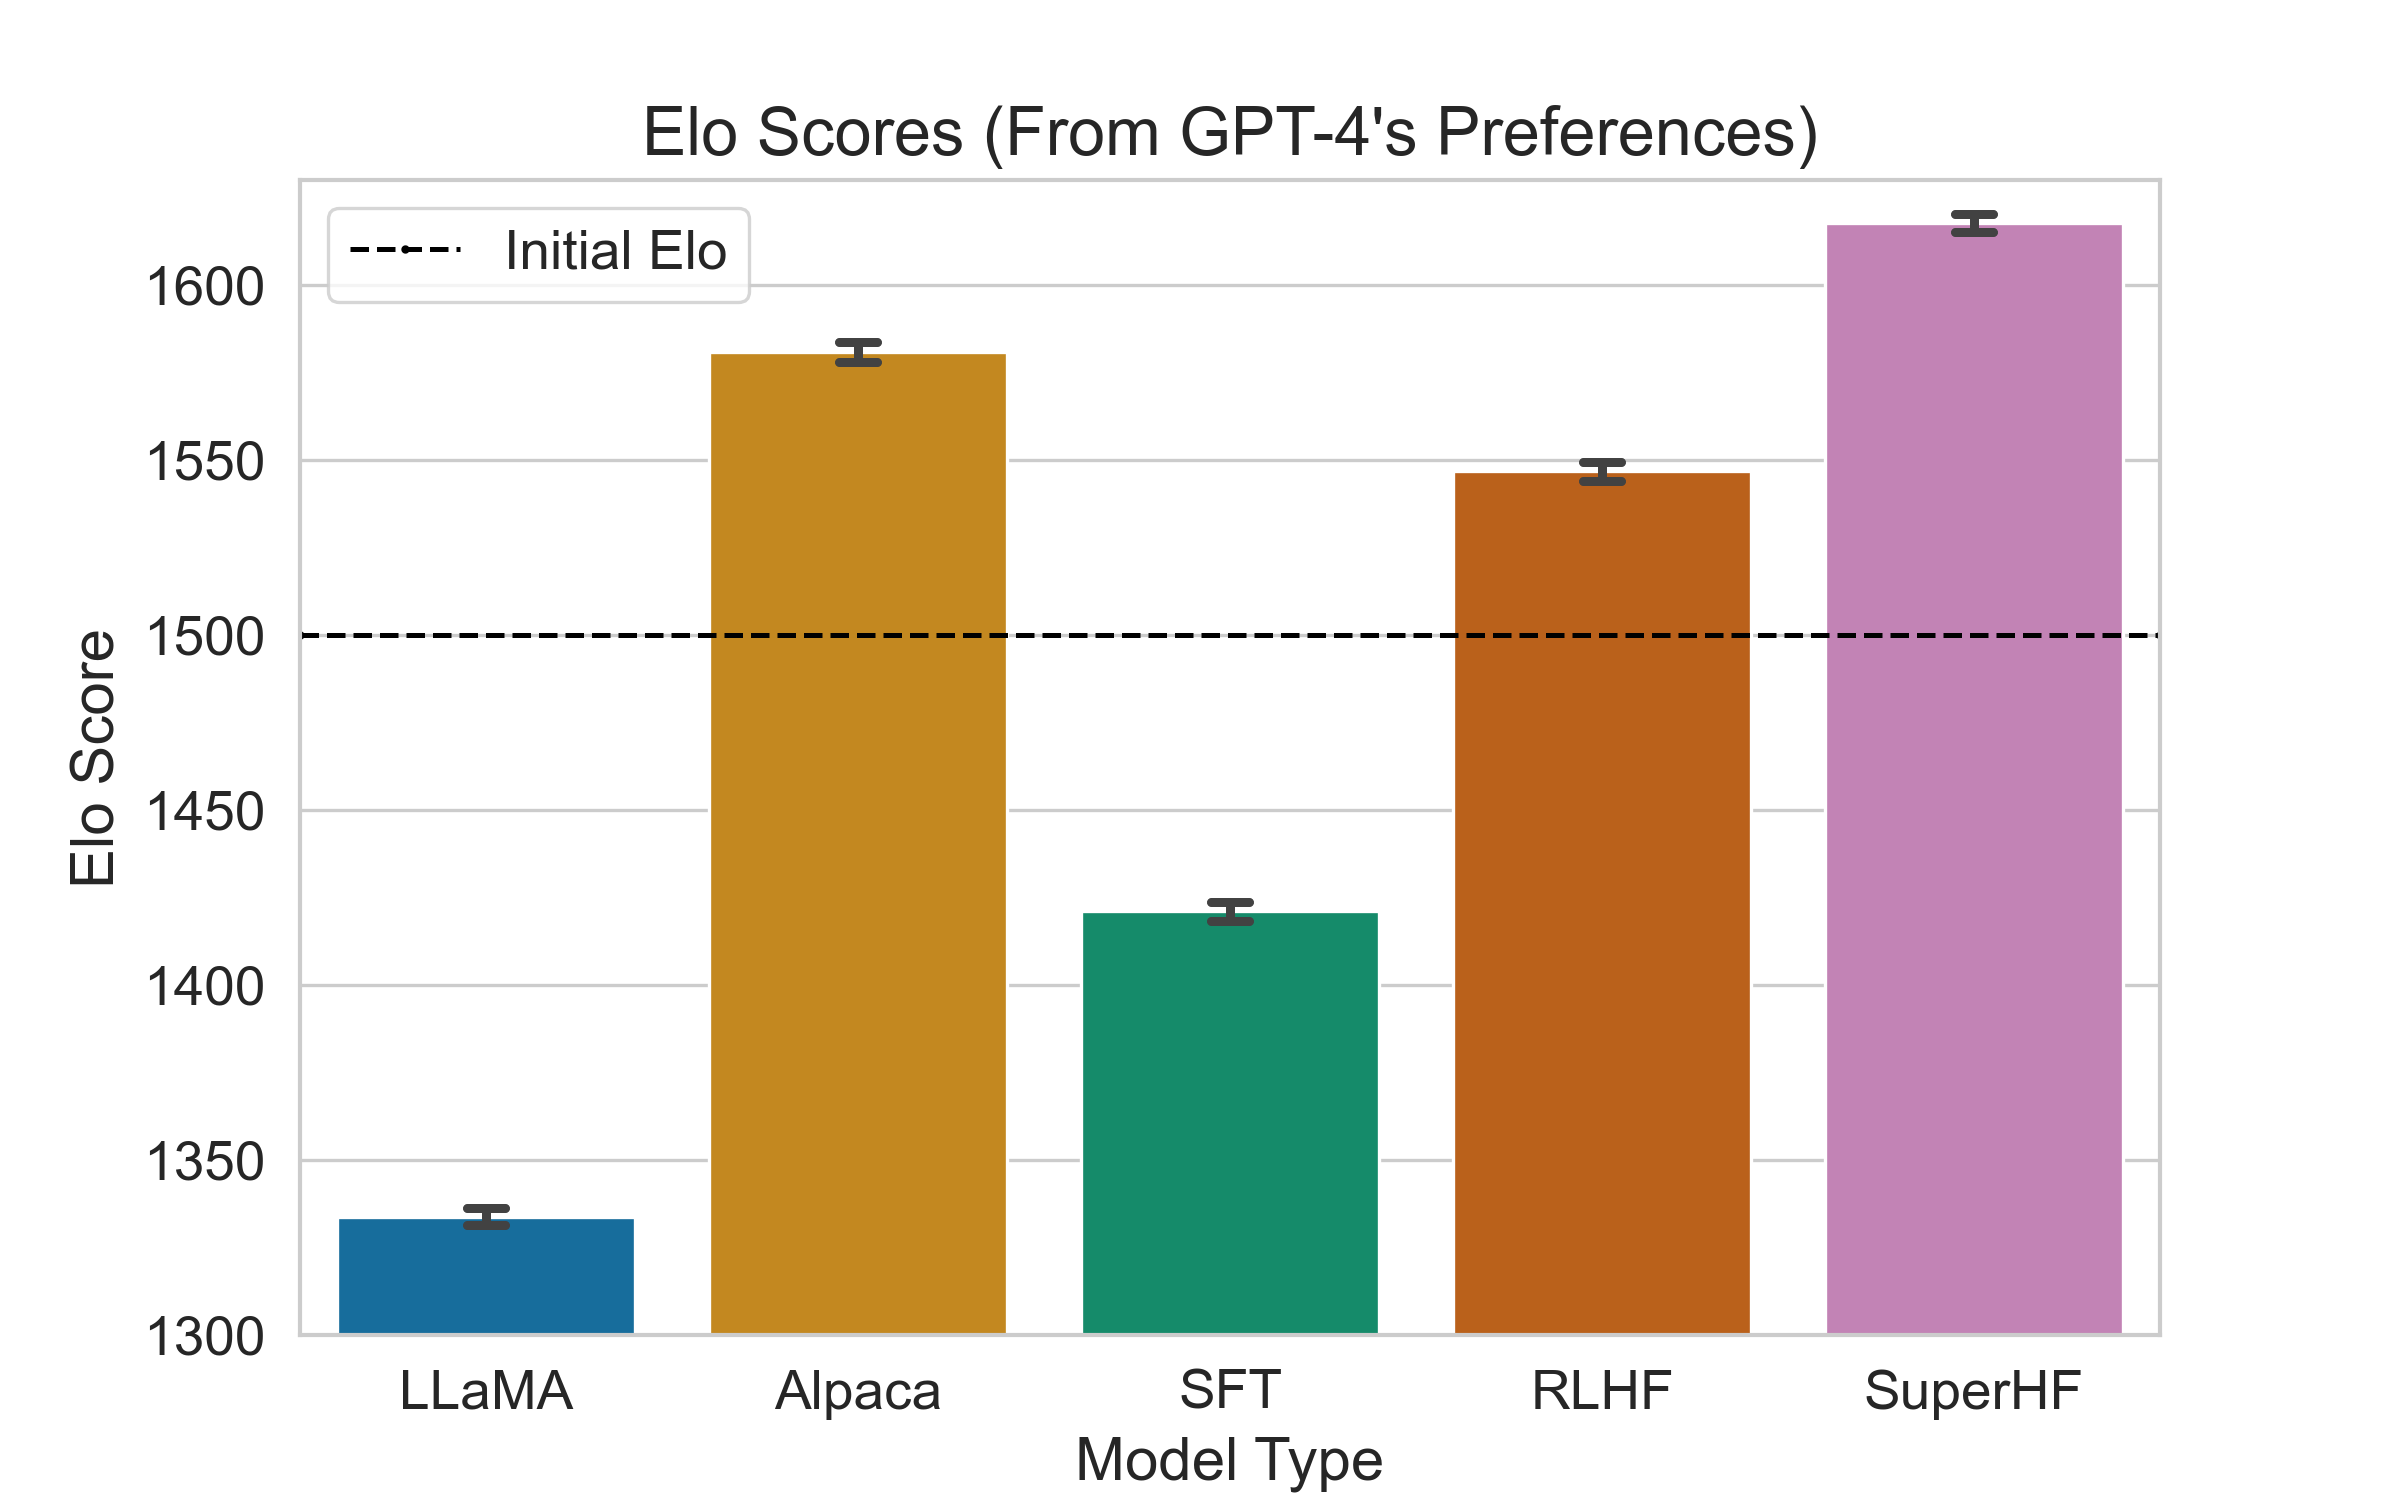 Elo Scores (From GPT-4's Preferences)
Initial Elo
1600
1550
1500
1450
1400
1350
1300
Elo Score
LLaMA
Alpaca
SFT
RLHF
SuperHF
Model Type